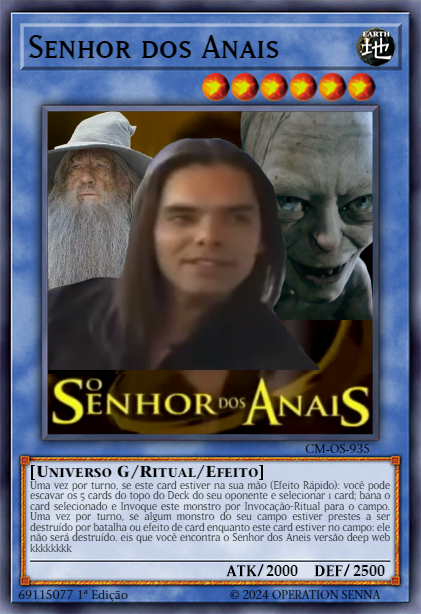 Senhor dos Anais
EARTH
地
O
Senhor dos Anais
CM-OS-935
[Universo G/Ritual/Efeito]
Uma vez por turno, se este card estiver na sua mão (Efeito Rápido): você pode
escavar os 5 cards do topo do Deck do seu oponente e selecionar 1 card; bana o
card selecionado e Invoque este monstro por Invocação-Ritual para o campo.
Uma vez por turno, se algum monstro do seu campo estiver prestes a ser
destruído por batalha ou efeito de card enquanto o este card estiver no campo: ele
não será destruído. eis que você encontra o Senhor dos Aneis versão deep web
kkkkkkkk
ATK/2000 DEF/2500
69115077 1ª Edição
© 2024 OPERATION SENNA